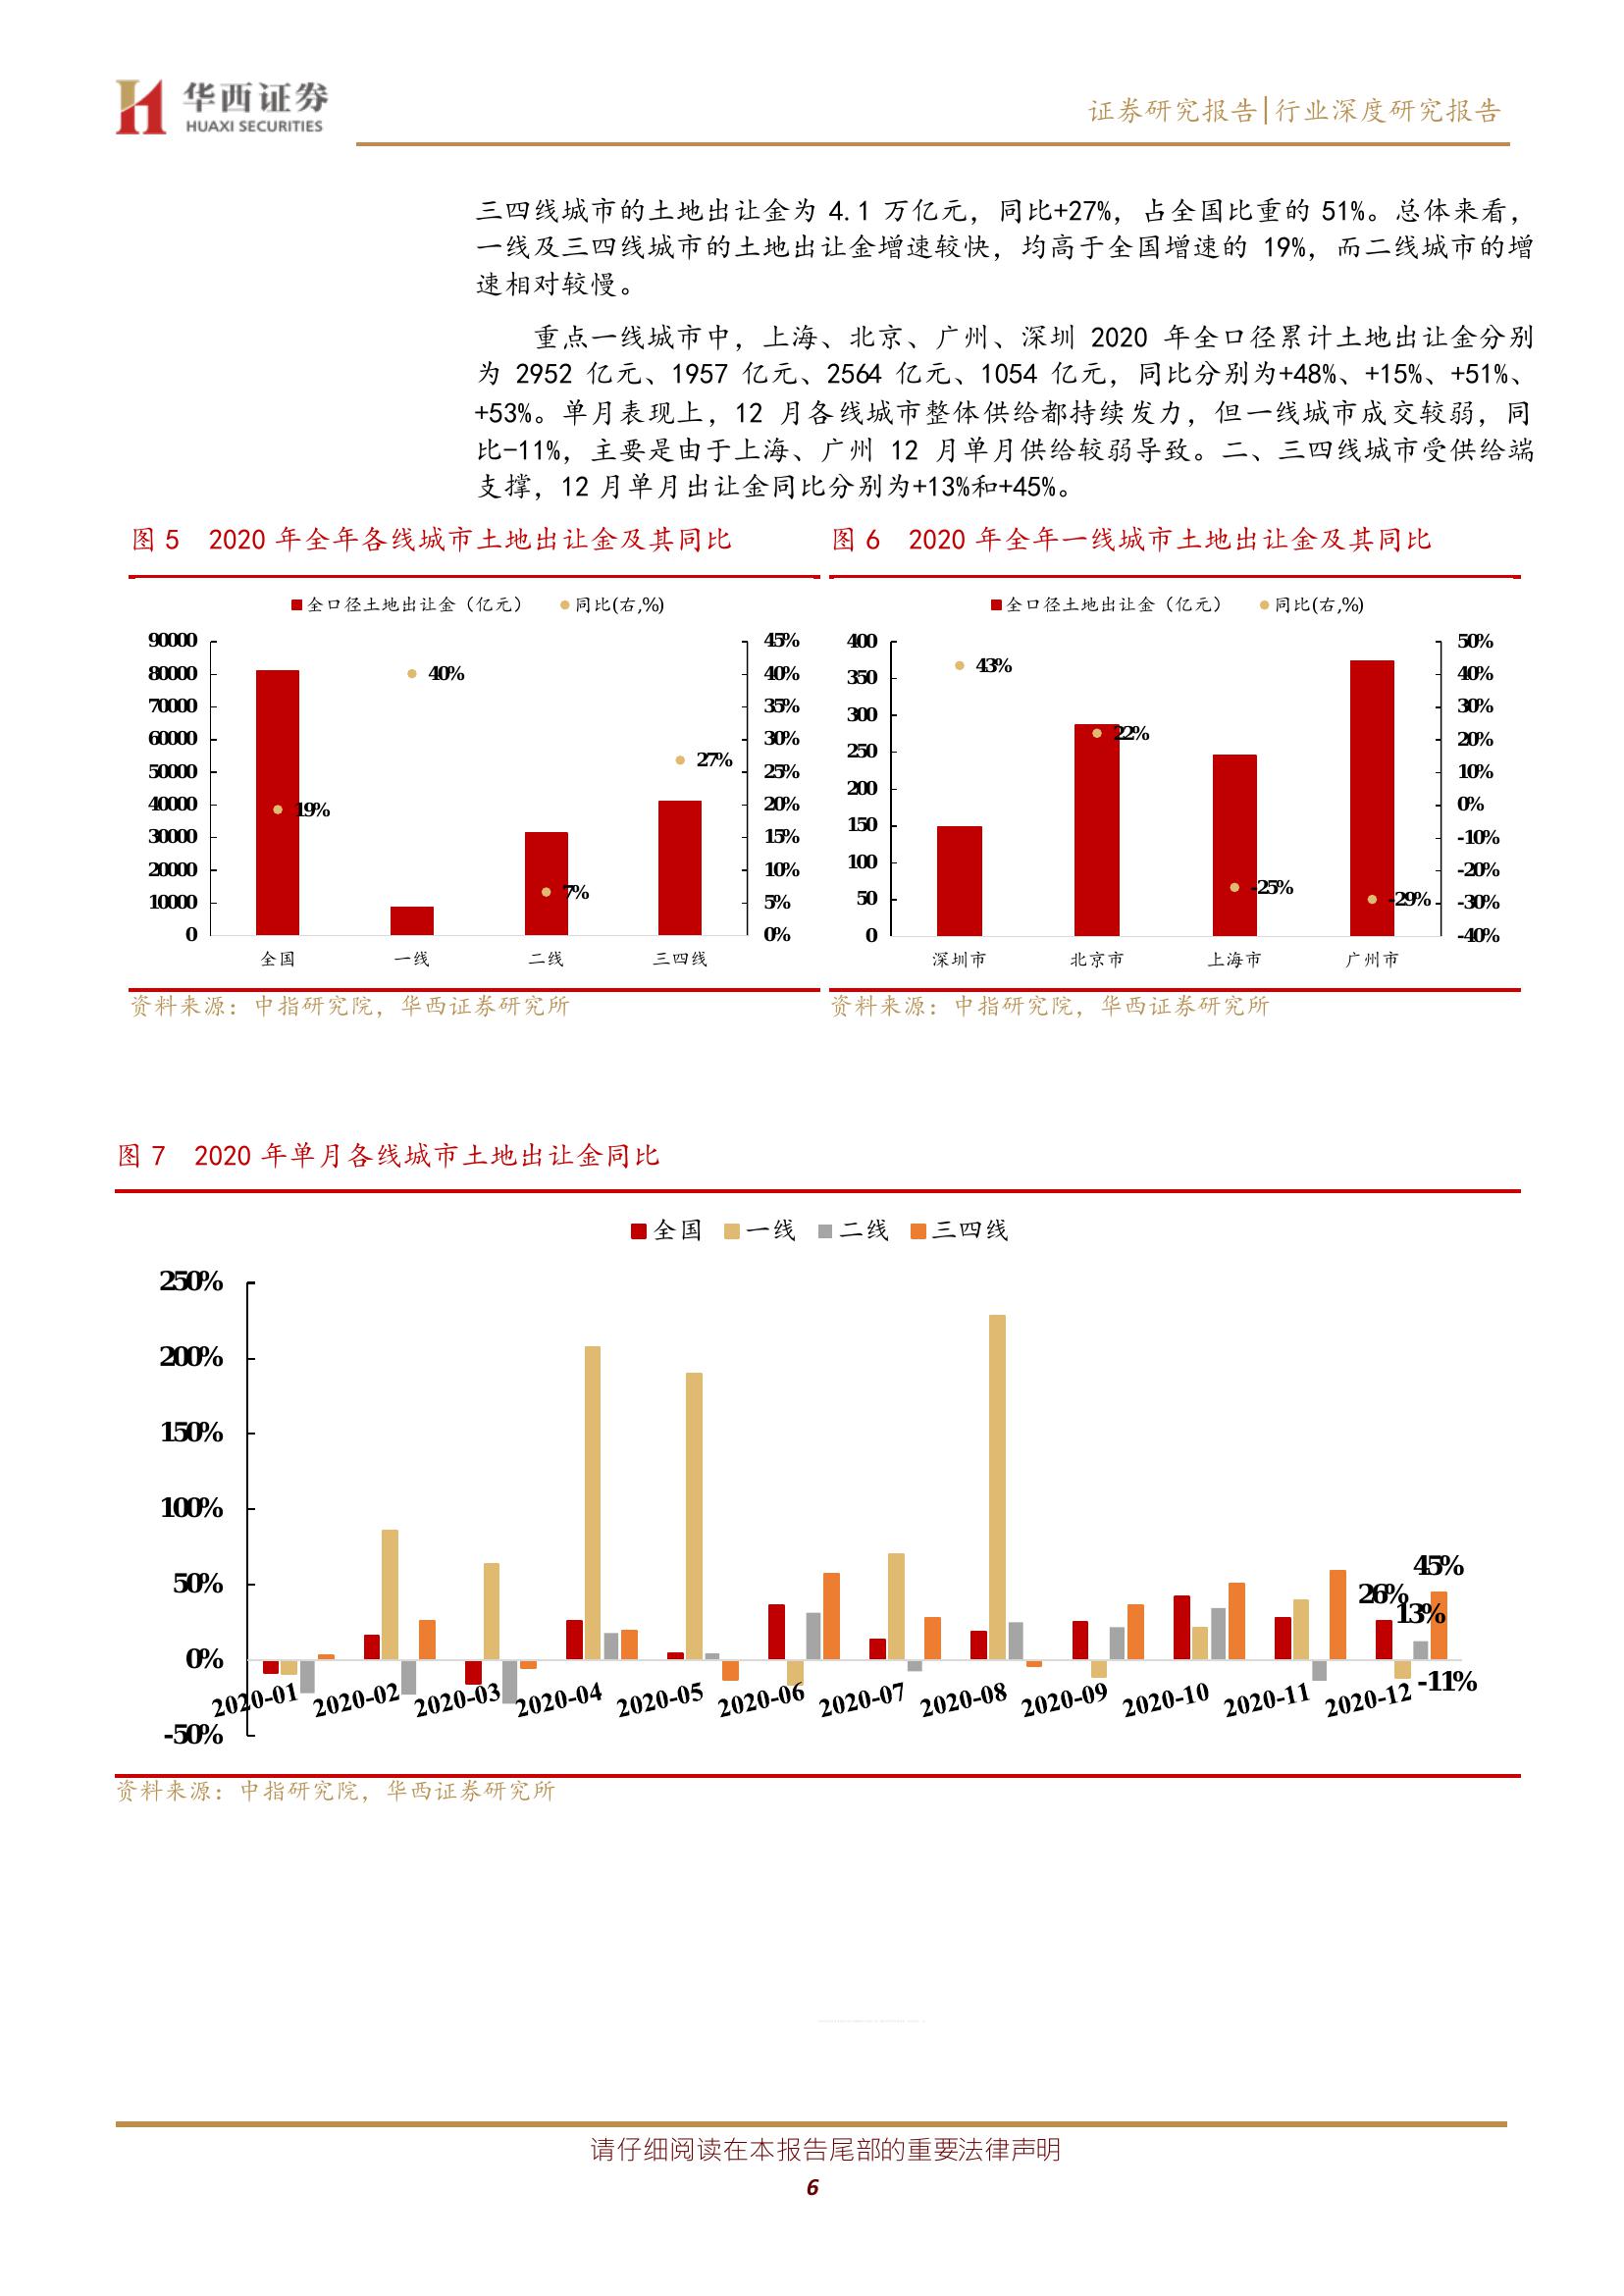 华西证券
HUAXI SECURITIES
证券研究报告|行业深度研究报告
三四线城市的土地出让金为 4.1 万亿元，同比+27%，占全国比重的 51%。总体来看，
一线及三四线城市的土地出让金增速较快，均高于全国增速的 19%，而二线城市的增
速相对较慢。
重点一线城市中，上海、北京、广州、深圳 2020 年全口径累计土地出让金分别
为 2952 亿元、1957 亿元、2564 亿元、1054 亿元，同比分别为+48%、+15%、+51%、
+53%。单月表现上，12 月各线城市整体供给都持续发力，但一线城市成交较弱，同
比-11%，主要是由于上海、广州 12 月单月供给较弱导致。二、三四线城市受供给端
支撑，12 月单月出让金同比分别为+13%和+45%。
图 5 2020 年全年各线城市土地出让金及其同比
全口径土地出让金（亿元） 同比(右,%)
90000
80000
70000
60000
50000
40000
30000
20000
10000
0
45%
40%
35%
30%
25%
20%
15%
10%
5%
0%
19%
40%
7%
27%
全国 一线 二线 三四线
资料来源：中指研究院，华西证券研究所
图 6 2020 年全年一线城市土地出让金及其同比
全口径土地出让金（亿元） 同比(右,%)
400
350
300
250
200
150
100
50
0
50%
40%
30%
20%
10%
0%
-10%
-20%
-30%
-40%
43%
22%
-25%
-29%
深圳市 北京市 上海市 广州市
资料来源：中指研究院，华西证券研究所
图 7 2020 年单月各线城市土地出让金同比
全国 一线 二线 三四线
250%
200%
150%
100%
50%
0%
-50%
45%
26%
13%
-11%
2020-01 2020-02 2020-03 2020-04 2020-05 2020-06 2020-07 2020-08 2020-09 2020-10 2020-11 2020-12
资料来源：中指研究院，华西证券研究所
请仔细阅读在本报告尾部的重要法律声明
6